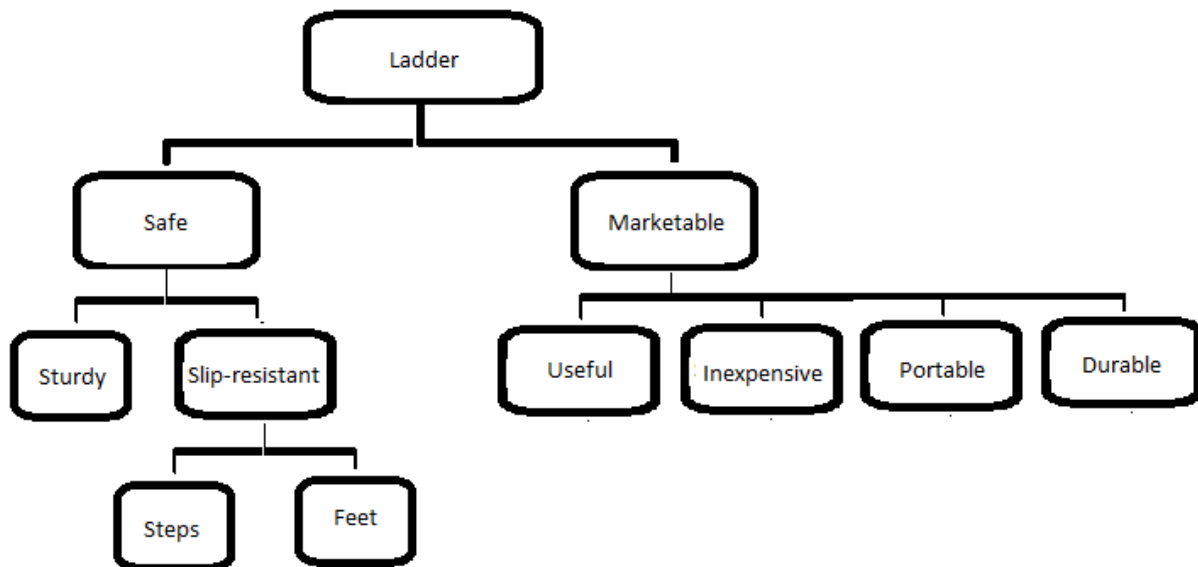 Ladder
Safe
Marketable
Sturdy
Slip-resistant
Useful
Inexpensive
Portable
Durable
Steps
Feet